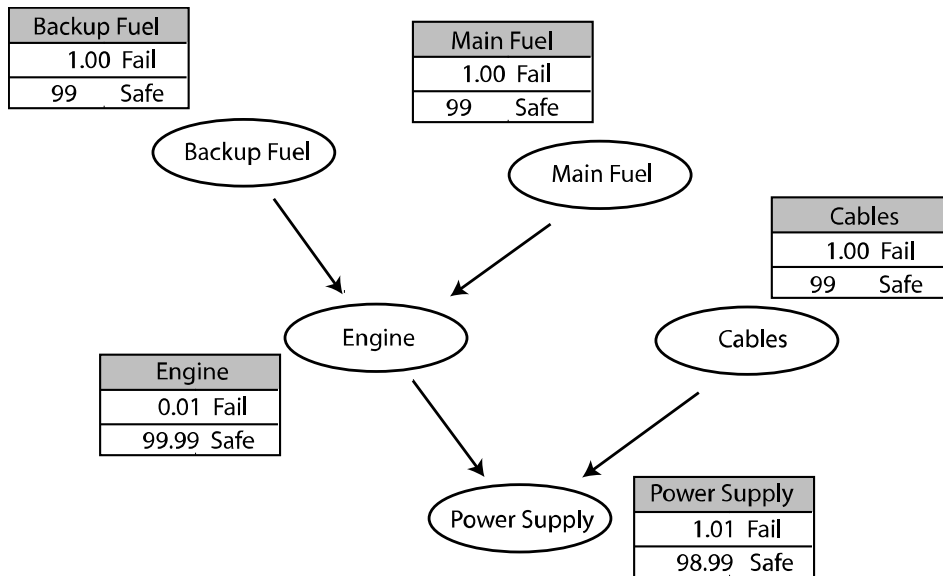 Backup Fuel
1.00 Fail
99 Safe
Main Fuel
1.00 Fail
99 Safe
Backup Fuel
Main Fuel
Cables
1.00 Fail
99 Safe
Engine
Cables
Engine
0.01 Fail
99.99 Safe
Power Supply
Power Supply
1.01 Fail
98.99 Safe